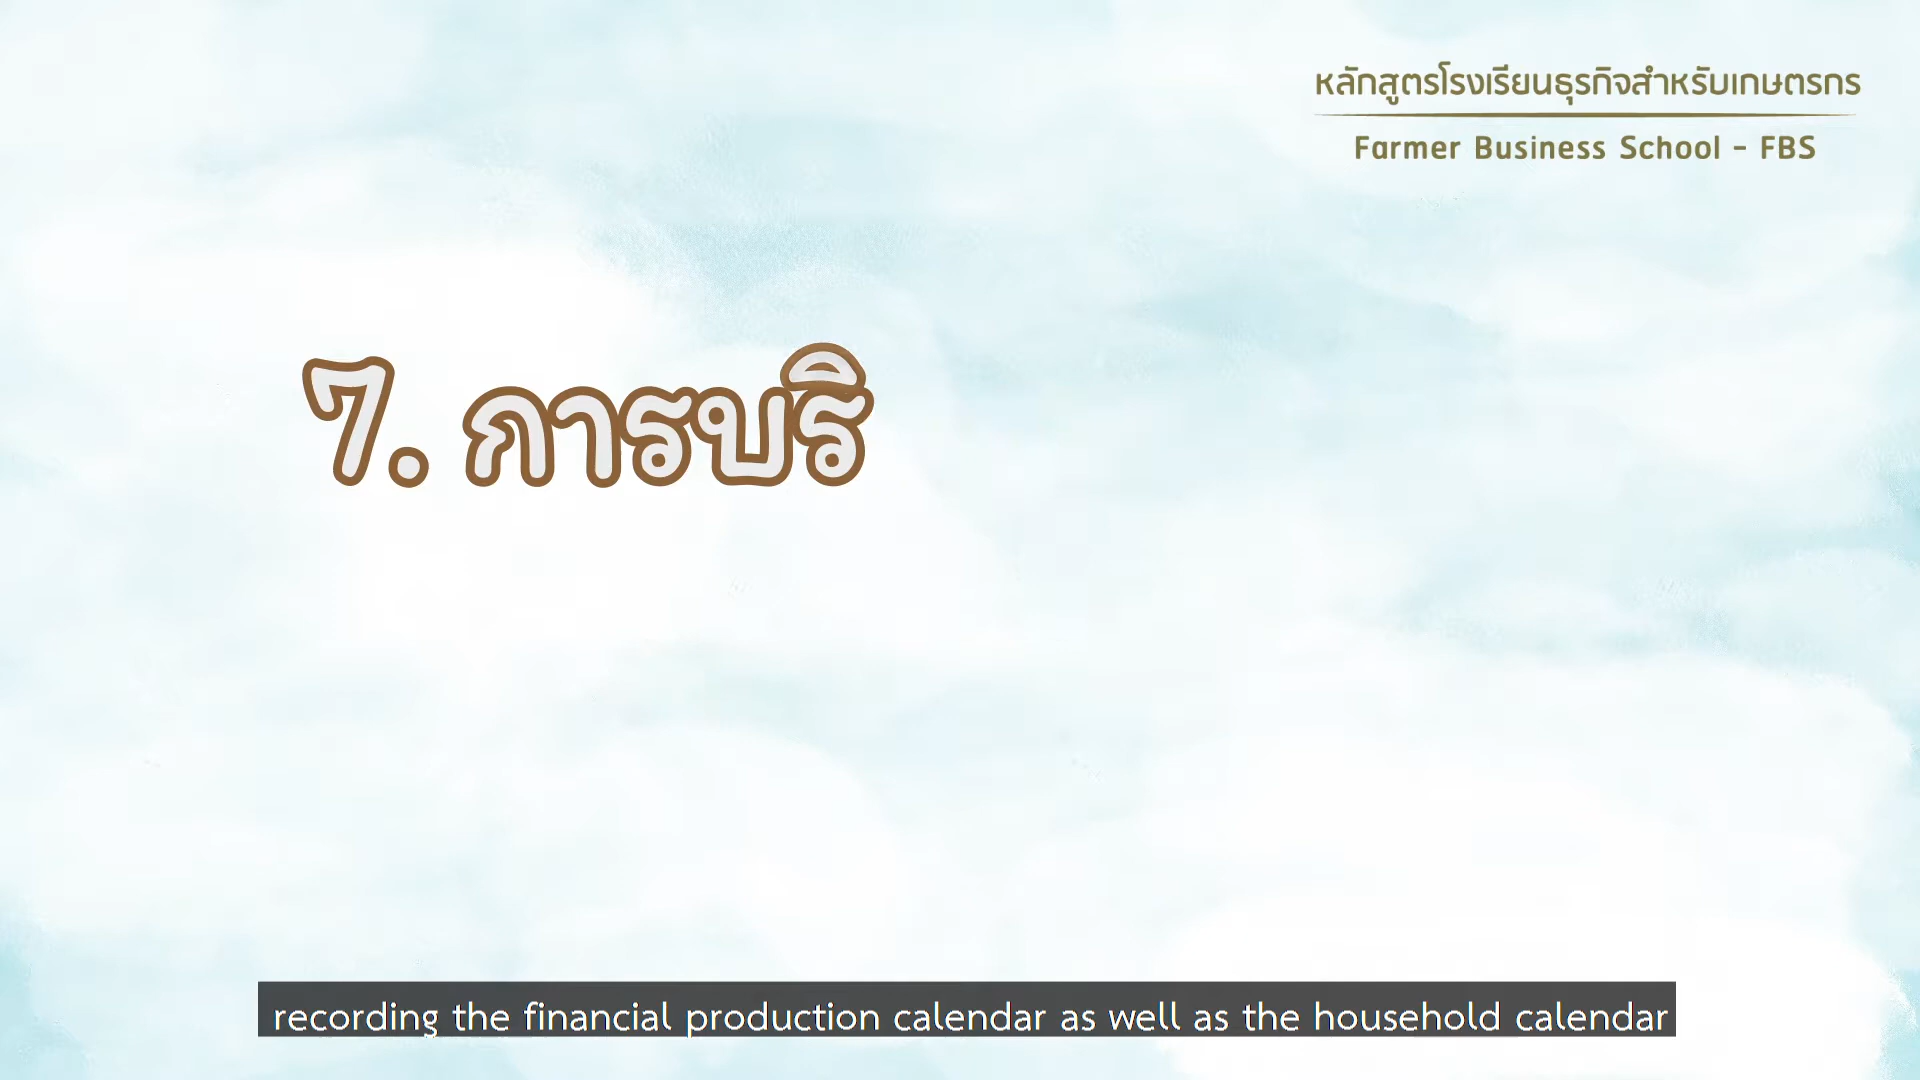 หลักสูตรโรงเรียนธุรกิจสำหรับเกษตรกร
Farmer Business School - FBS
7. การบริ
recording the financial production calendar as well as the household calendar